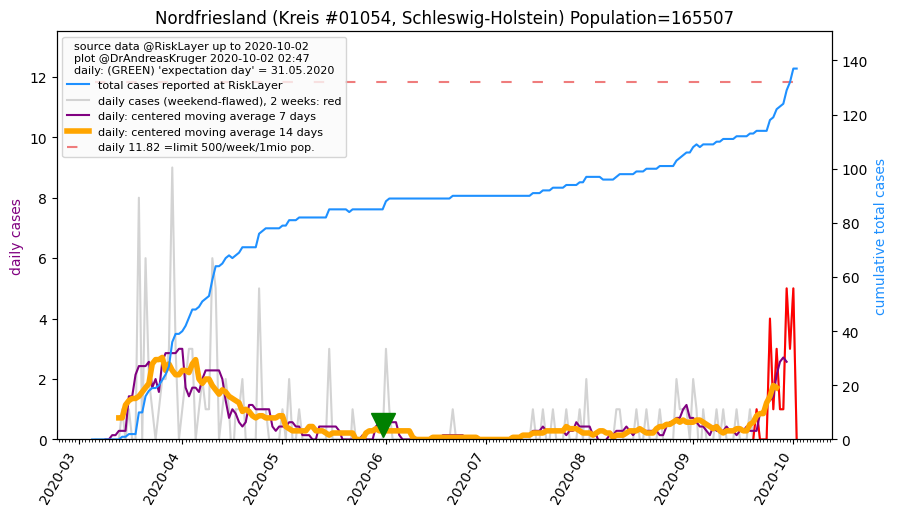 Nordfriesland (Kreis #01054, Schleswig-Holstein) Population=165507
source data @RiskLayer up to 2020-10-02
plot @DrAndreasKruger 2020-10-02 02:47
daily: (GREEN) 'expectation day' = 31.05.2020
total cases reported at RiskLayer
daily cases (weekend-flawed), 2 weeks: red
daily: centered moving average 7 days
daily: centered moving average 14 days
daily 11.82 =limit 500/week/1mio pop.
daily cases
12
10
8
6
4
2
0
cumulative total cases
140
120
100
80
60
40
20
0
2020-03
2020-04
2020-05
2020-06
2020-07
2020-08
2020-09
2020-10